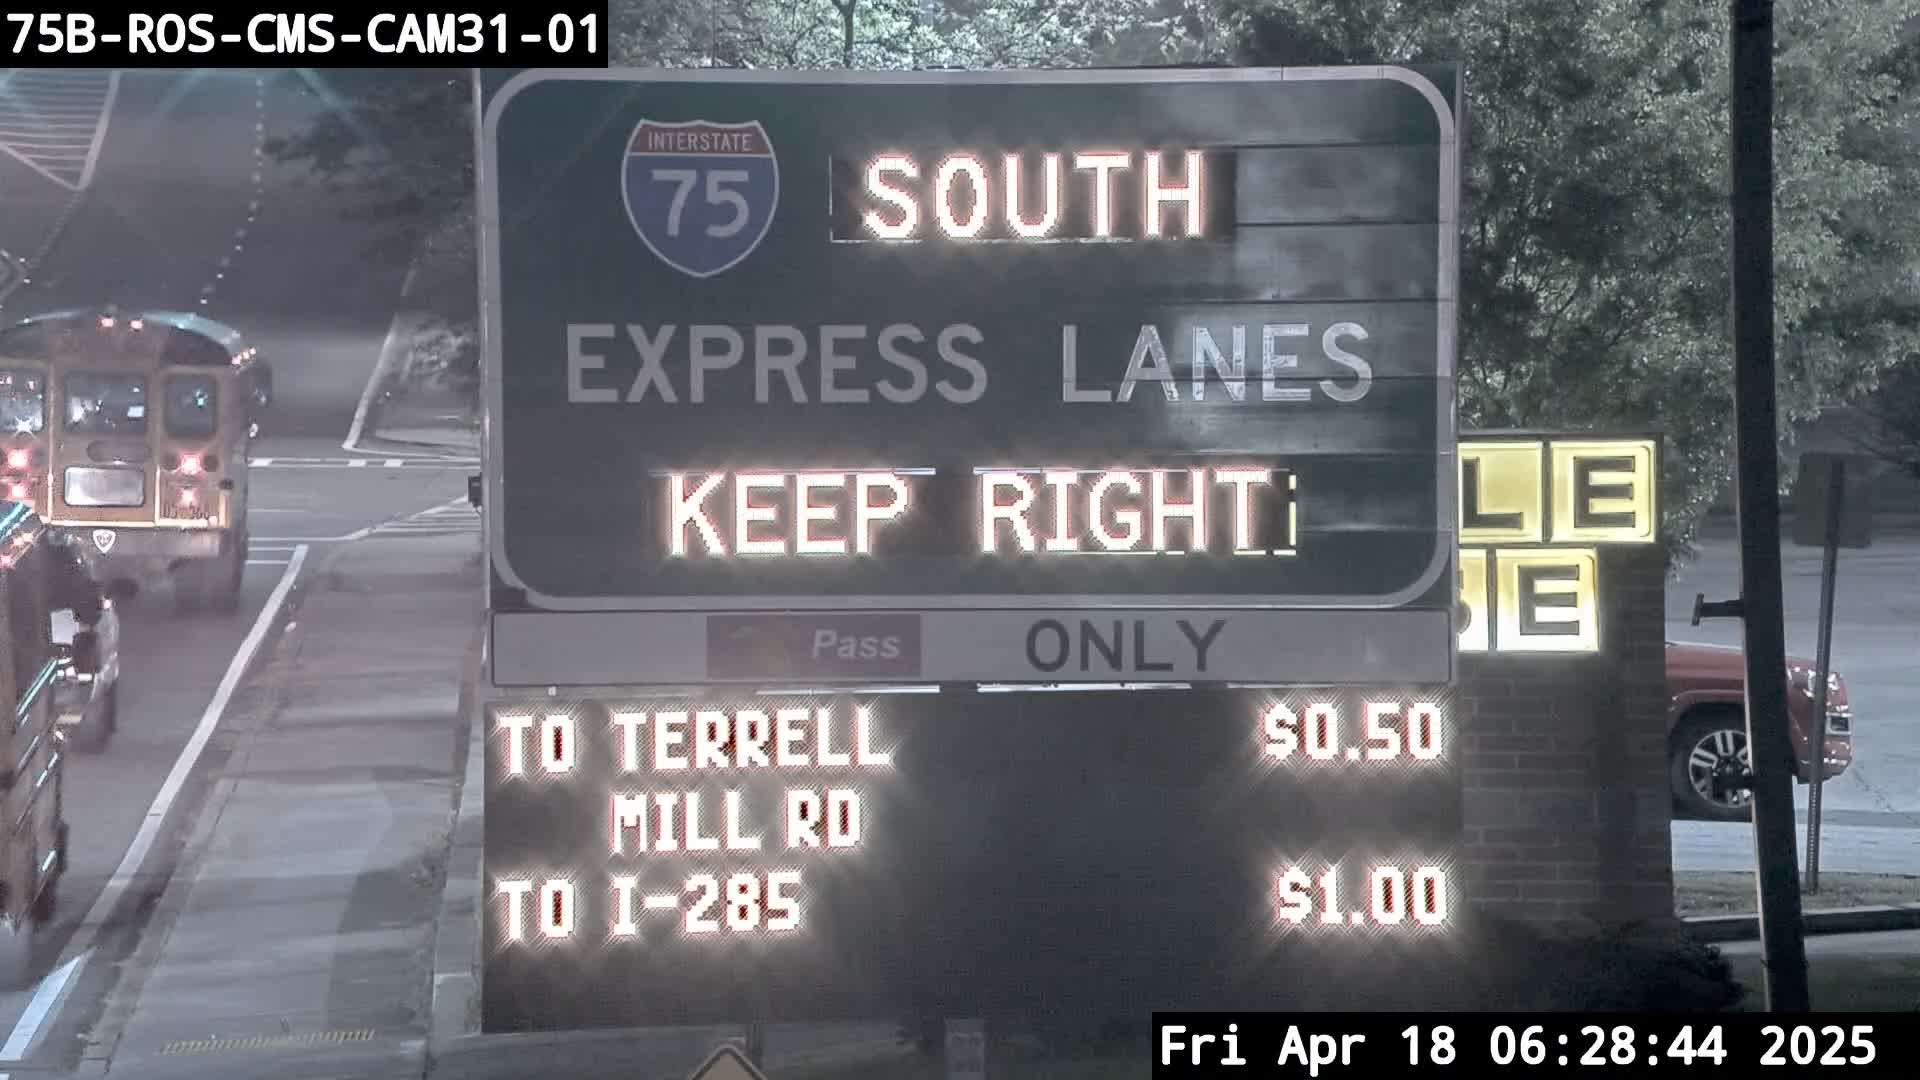 75B-ROS-CMS-CAM31-01
INTERSTATE
75
SOUTH
EXPRESS LANES
KEEP RIGHT
Pass ONLY
TO TERRELL $0.50
MILL RD
TO I-285 $1.00
LE
E
Fri Apr 18 06:28:44 2025